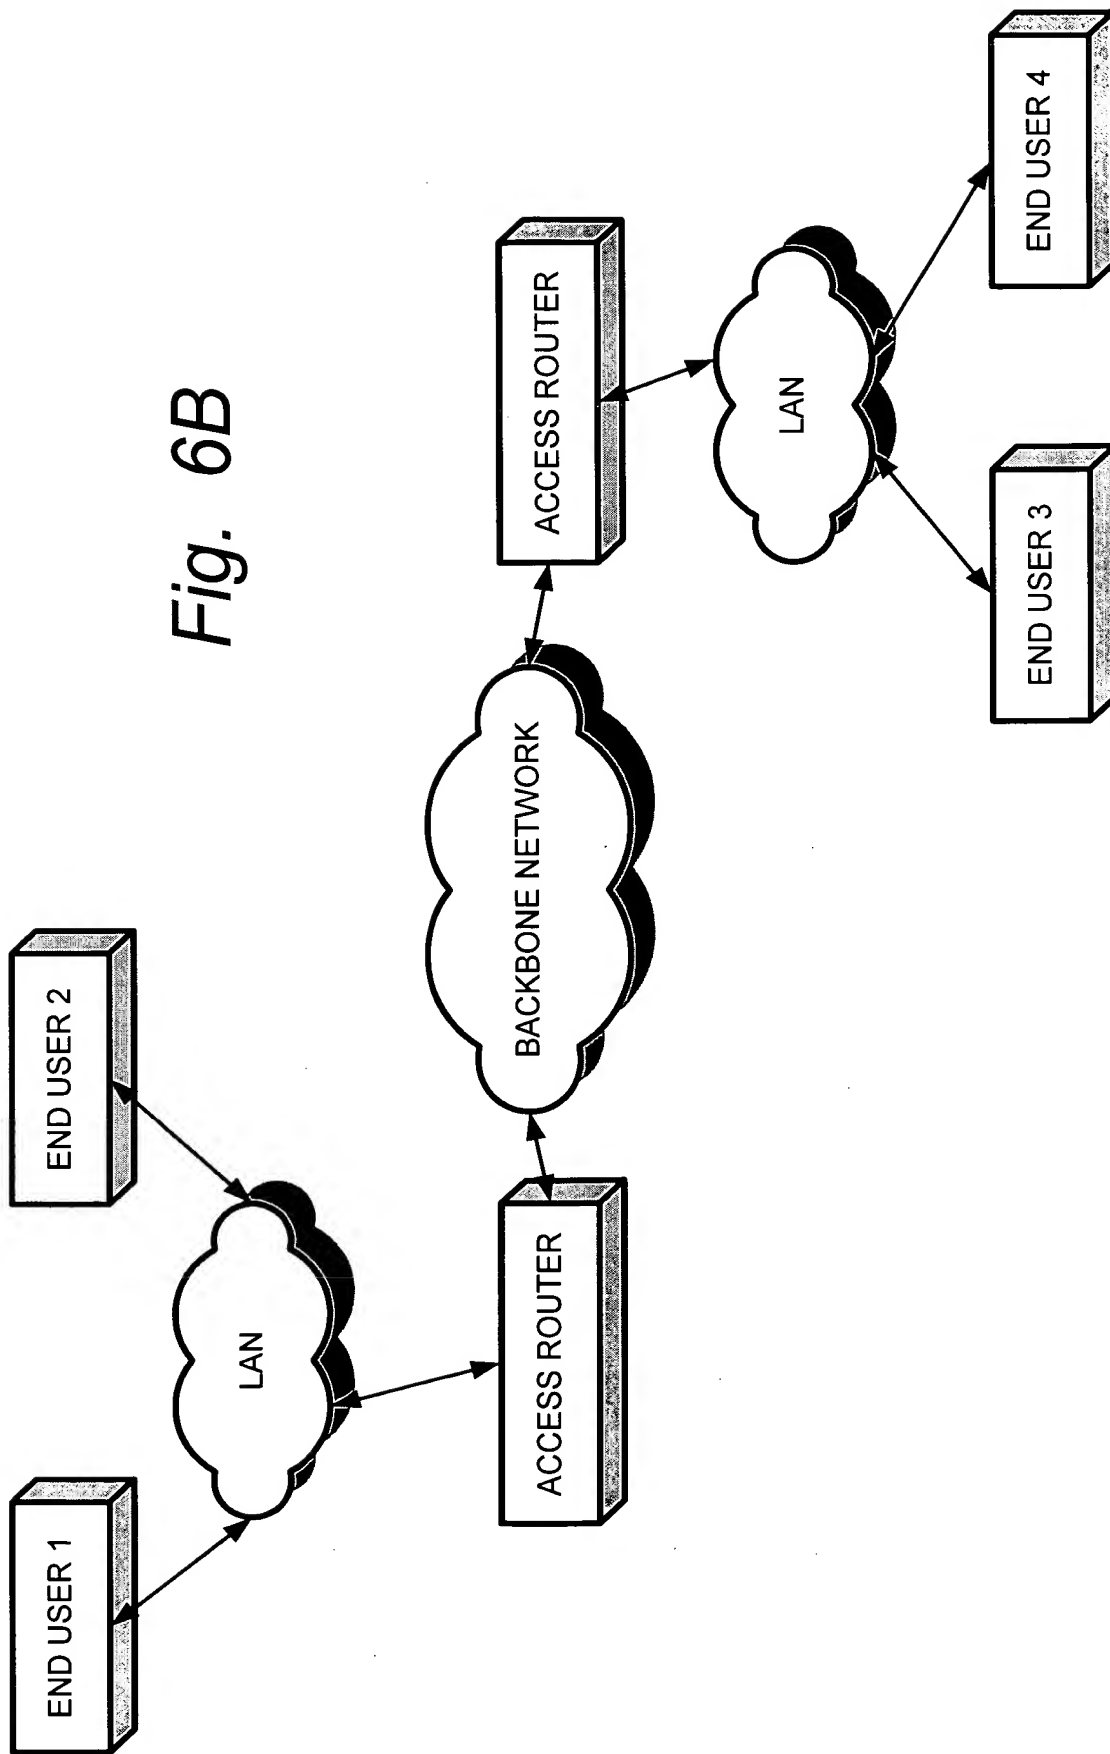 Fig. 6B
END USER 1
END USER 2
LAN
ACCESS ROUTER
BACKBONE NETWORK
ACCESS ROUTER
LAN
END USER 3
END USER 4